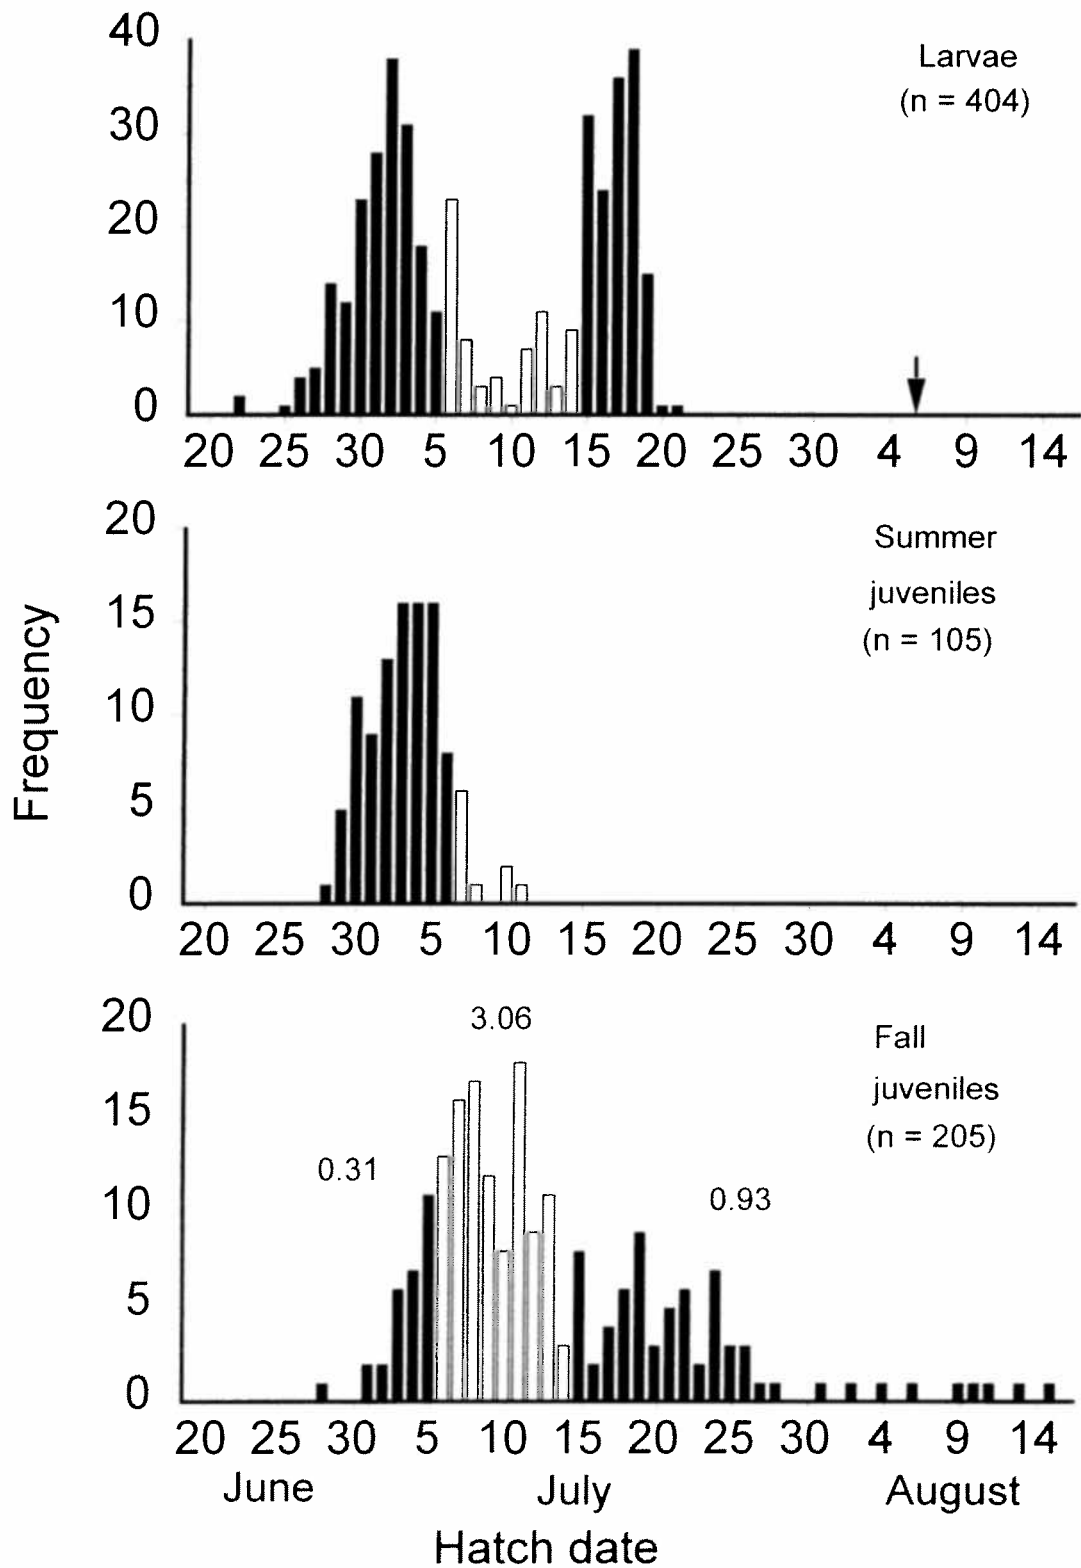 40
Larvae
(n = 404)
30
20
10
0
20 25 30 5 10 15 20 25 30 4 9 14
20
Summer
juveniles
(n = 105)
15
10
5
0
20 25 30 5 10 15 20 25 30 4 9 14
Frequency
20
3.06
Fall
juveniles
(n = 205)
15
0.31
0.93
10
5
0
20 25 30 5 10 15 20 25 30 4 9 14
June July August
Hatch date